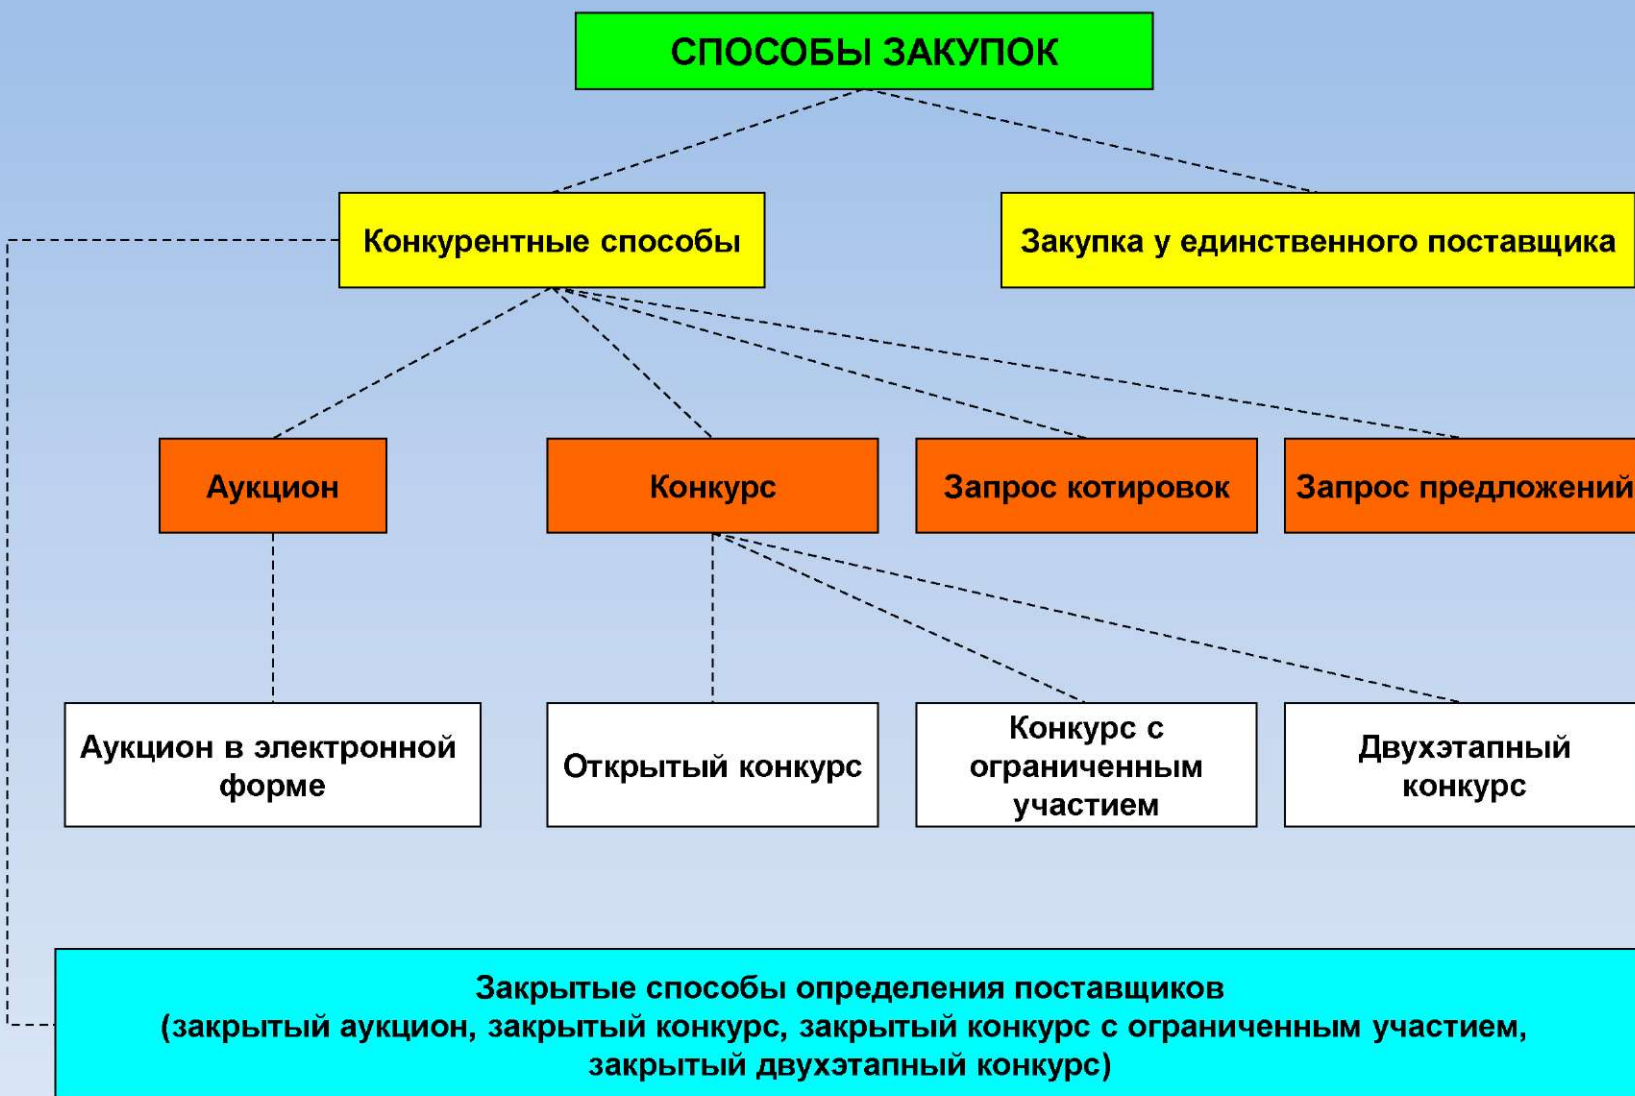 СПОСОБЫ ЗАКУПОК
Конкурентные способы
Закупка у единственного поставщика
Аукцион
Конкурс
Запрос котировок
Запрос предложений
Аукцион в электронной
форме
Открытый конкурс
Конкурс с
ограниченным
участием
Двухэтапный
конкурс
Закрытые способы определения поставщиков
(закрытый аукцион, закрытый конкурс, закрытый конкурс с ограниченным участием,
закрытый двухэтапный конкурс)